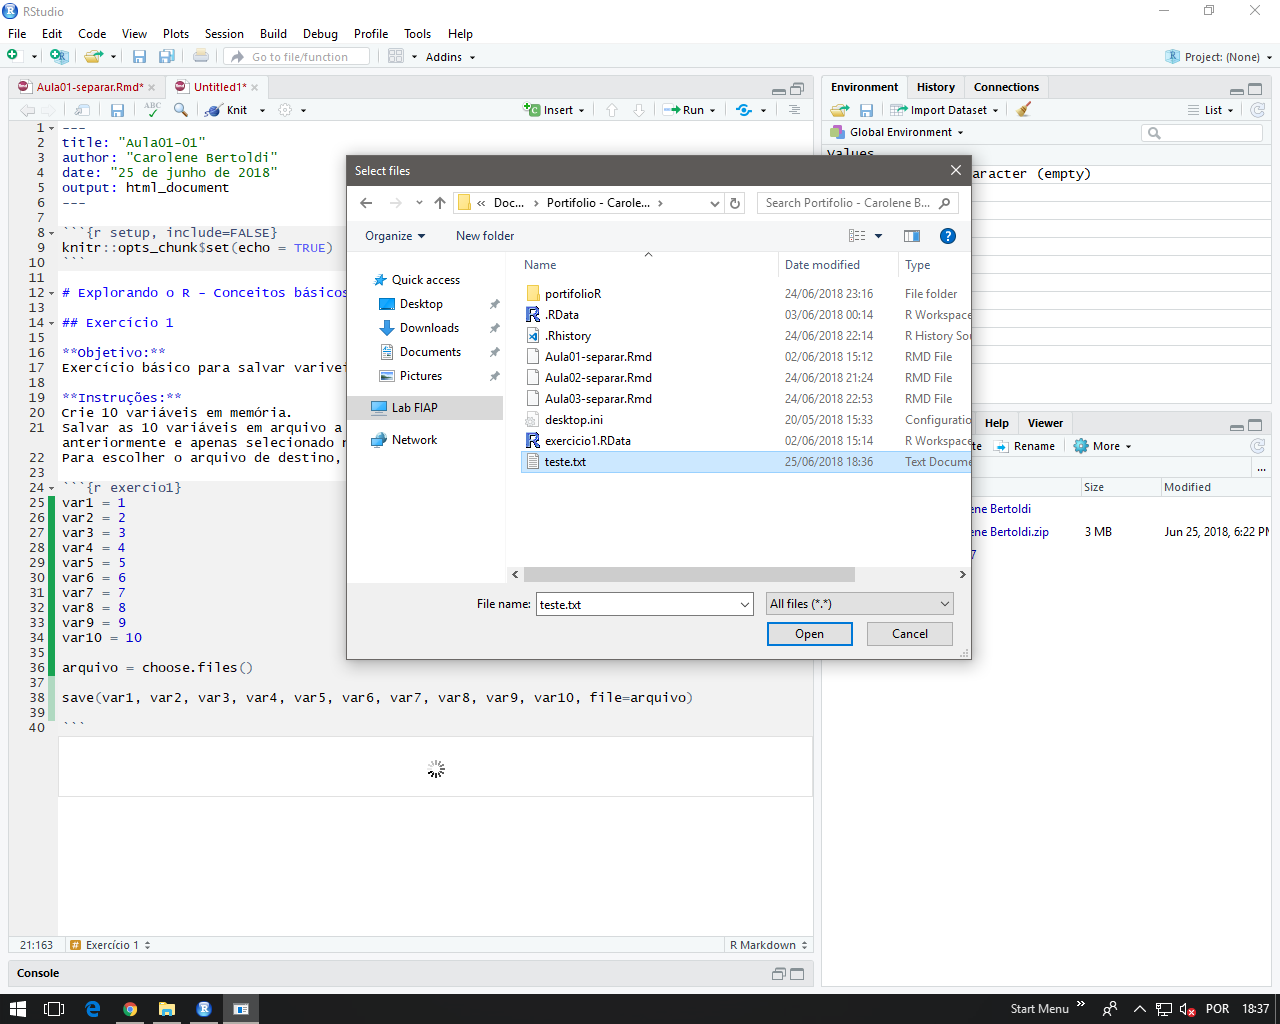 RStudio
File Edit Code View Plots Session Build Debug Profile Tools Help
Go to file/function
Addins
Project: (None)
Aula01-separar.Rmd*
Untitled1*
Knit
Insert
Run
1 ---
2 title: "Aula01-01"
3 author: "Carolene Bertoldi"
4 date: "25 de junho de 2018"
5 output: html_document
6 ---
7
8 ```{r setup, include=FALSE}
9 knitr::opts_chunk$set(echo = TRUE)
10 ```
11
12 # Explorando o R - Conceitos básicos
13
14 ## Exercício 1
15
16 **Objetivo:**
17 Exercício básico para salvar varivei
18
19 **Instruções:**
20 Crie 10 variáveis em memória.
21 Salvar as 10 variáveis em arquivo a
anteriormente e apenas selecionado
22 Para escolher o arquivo de destino,
23
24 ```{r exercio1}
25 var1 = 1
26 var2 = 2
27 var3 = 3
28 var4 = 4
29 var5 = 5
30 var6 = 6
31 var7 = 7
32 var8 = 8
33 var9 = 9
34 var10 = 10
35
36 arquivo = choose.files()
37
38 save(var1, var2, var3, var4, var5, var6, var7, var8, var9, var10, file=arquivo)
39
40 ```
21:163 # Exercício 1
R Markdown
Console
Select files
« Doc... › Portifolio - Carole... ›
Search Portifolio - Carolene B...
Organize
New folder
Quick access
Desktop
Downloads
Documents
Pictures
Lab FIAP
Network
Name Date modified Type
portifolioR 24/06/2018 23:16 File folder
.RData 03/06/2018 00:14 R Workspace
.Rhistory 24/06/2018 22:14 R History Sou
Aula01-separar.Rmd 02/06/2018 15:12 RMD File
Aula02-separar.Rmd 24/06/2018 21:24 RMD File
Aula03-separar.Rmd 24/06/2018 22:53 RMD File
desktop.ini 20/05/2018 15:33 Configuratio
exercicio1.RData 02/06/2018 15:14 R Workspace
teste.txt 25/06/2018 18:36 Text Docume
File name: teste.txt
All files (*.*)
Open
Cancel
Environment History Connections
Import Dataset
List
Global Environment
Values
aracter (empty)
Help Viewer
te
Rename
More
...
Size Modified
ene Bertoldi
ene Bertoldi.zip 3 MB Jun 25, 2018, 6:22 PM
7
Start Menu »
POR
18:37